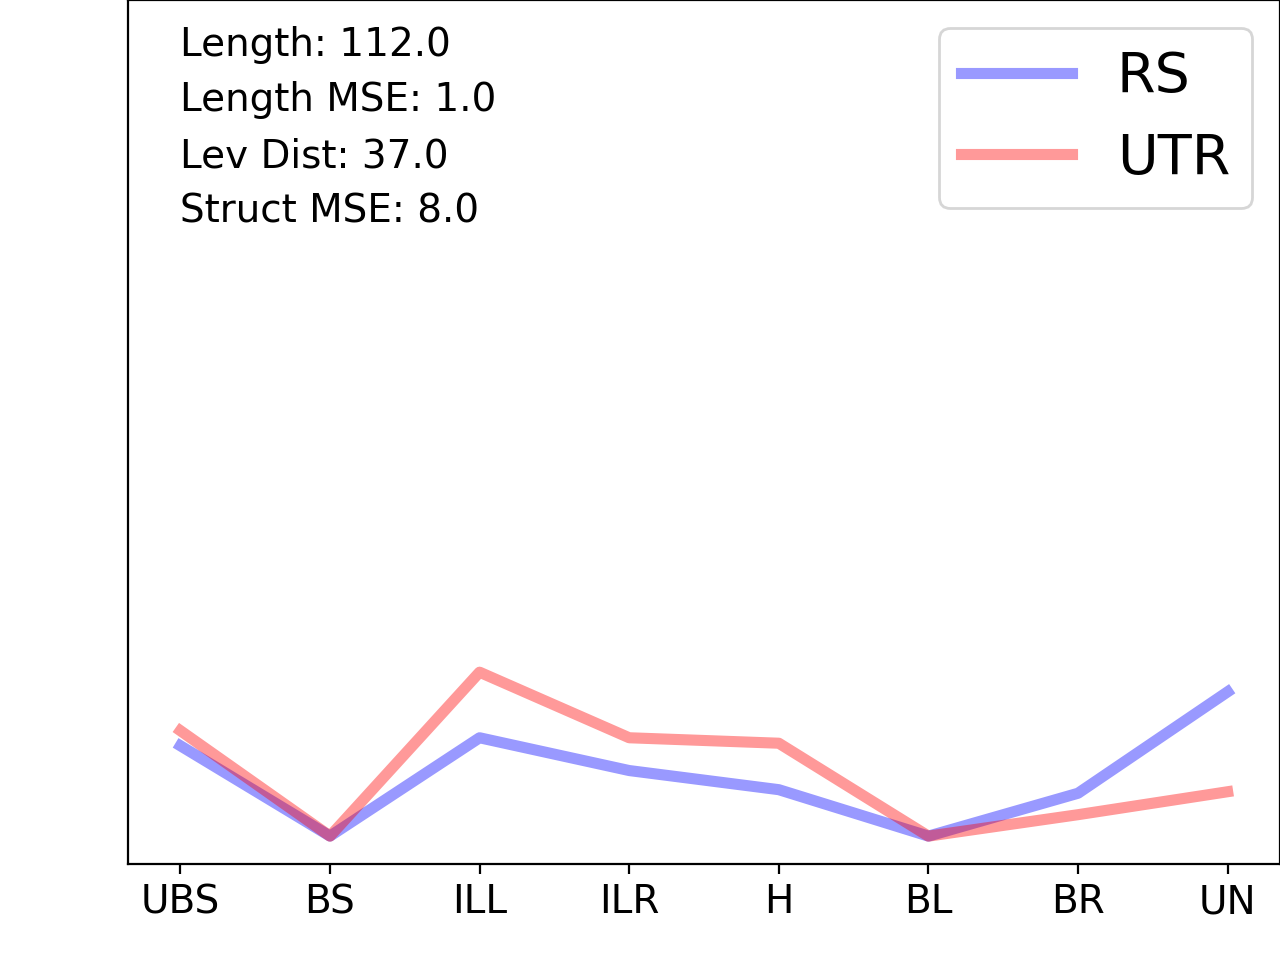 Length: 112.0
Length MSE: 1.0
Lev Dist: 37.0
Struct MSE: 8.0
RS
UTR
UBS BS ILL ILR H BL BR UN